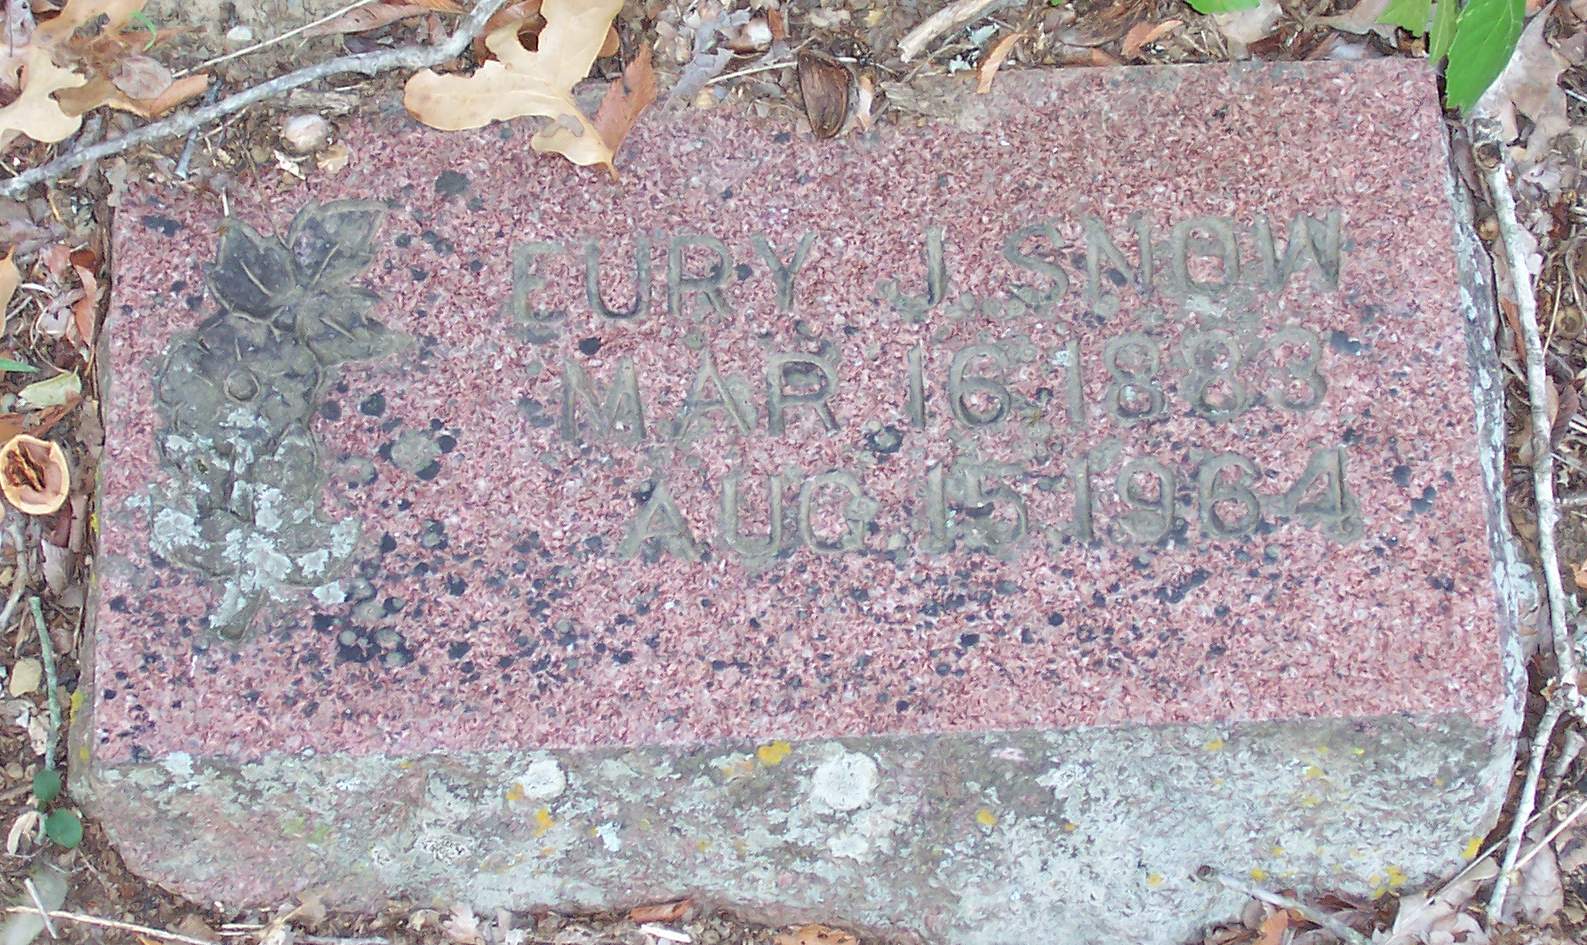 EURY J. SNOW
MAR. 16, 1883
AUG. 15, 1964